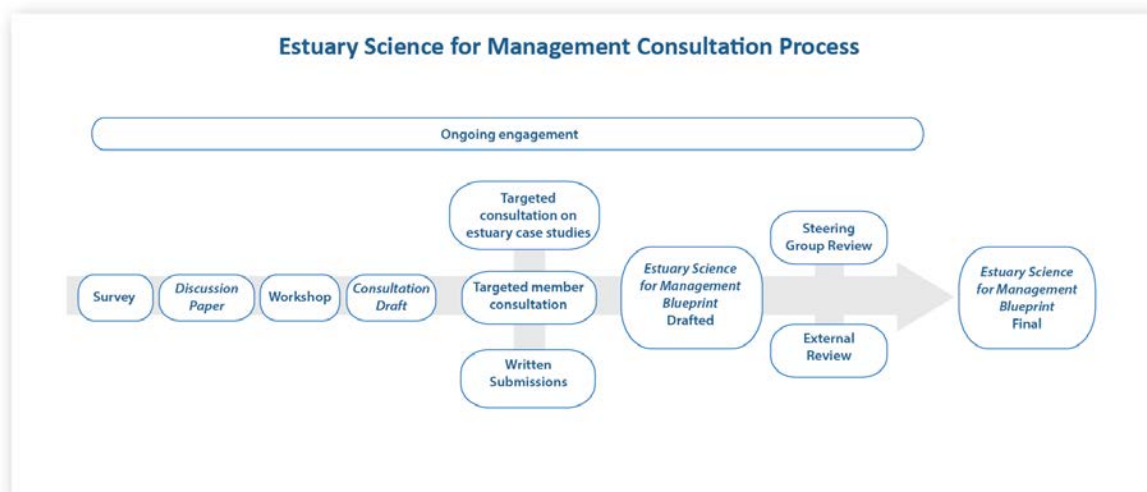 Estuary Science for Management Consultation Process
Ongoing engagement
Survey
Discussion
Paper
Workshop
Consultation
Draft
Targeted
consultation on
estuary case studies
Targeted member
consultation
Written
Submissions
Estuary Science
for Management
Blueprint
Drafted
Steering
Group Review
External
Review
Estuary Science
for Management
Blueprint
Final